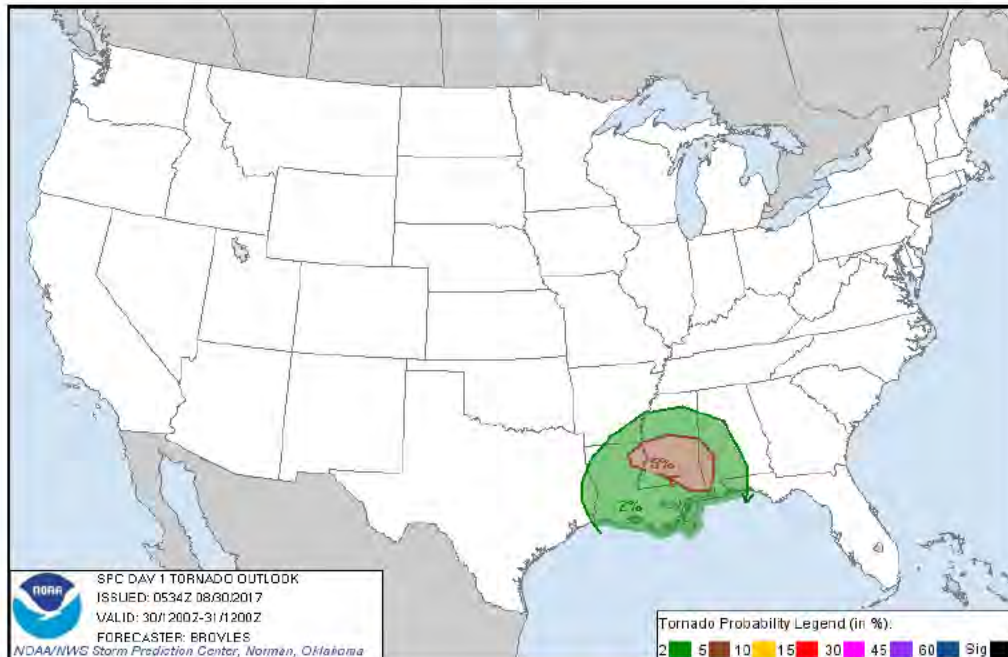 5%
2%
NOAA
SPC DAY 1 TORNADO OUTLOOK
ISSUED: 0534Z 08/30/2017
VALID: 30/1200Z-31/1200Z
FORECASTER: BROYLES
NOAA/NWS Storm Prediction Center, Norman, Oklahoma
Tornado Probability Legend (in %):
2 5 10 15 30 45 60 Sig